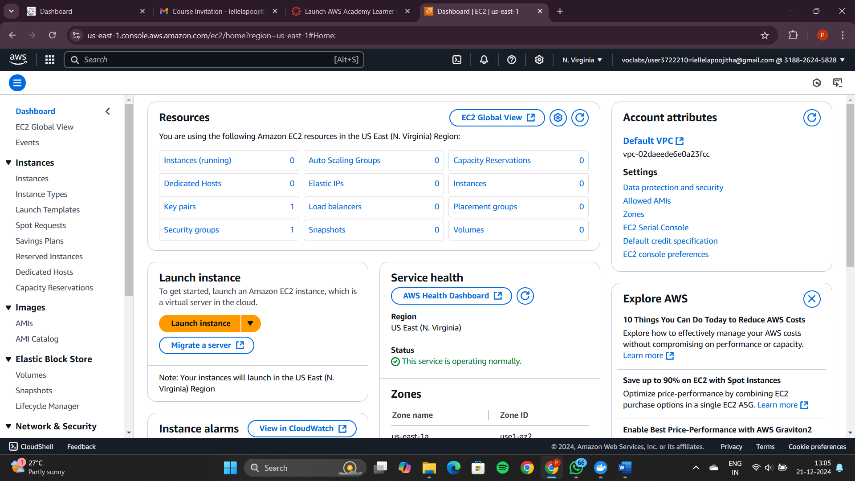 Dashboard
Course Invitation - lellelapoojith
Launch AWS Academy Learner
Dashboard | EC2 | us-east-1
us-east-1.console.aws.amazon.com/ec2/home?region=us-east-1#Home:
P
aws
Search
[Alt+S]
N. Virginia ▼
voclabs/user3722210=lellelapoojitha@gmail.com @ 3188-2624-5828 ▼
Dashboard
EC2 Global View
Events
Instances
Instances
Instance Types
Launch Templates
Spot Requests
Savings Plans
Reserved Instances
Dedicated Hosts
Capacity Reservations
Images
AMIs
AMI Catalog
Elastic Block Store
Volumes
Snapshots
Lifecycle Manager
Network & Security
Resources
EC2 Global View
You are using the following Amazon EC2 resources in the US East (N. Virginia) Region:
Instances (running) 0
Auto Scaling Groups 0
Capacity Reservations 0
Dedicated Hosts 0
Elastic IPs 0
Instances 0
Key pairs 1
Load balancers 0
Placement groups 0
Security groups 1
Snapshots 0
Volumes 0
Launch instance
To get started, launch an Amazon EC2 instance, which is
a virtual server in the cloud.
Launch instance
Migrate a server
Note: Your instances will launch in the US East (N.
Virginia) Region
Instance alarms
View in CloudWatch
Service health
AWS Health Dashboard
Region
US East (N. Virginia)
Status
This service is operating normally.
Zones
Zone name
Zone ID
us-east-1a
use1-az2
Account attributes
Default VPC
vpc-02daeede6e0a23fcc
Settings
Data protection and security
Allowed AMIs
Zones
EC2 Serial Console
Default credit specification
EC2 console preferences
Explore AWS
10 Things You Can Do Today to Reduce AWS Costs
Explore how to effectively manage your AWS costs
without compromising on performance or capacity.
Learn more
Save up to 90% on EC2 with Spot Instances
Optimize price-performance by combining EC2
purchase options in a single EC2 ASG. Learn more
Enable Best Price-Performance with AWS Graviton2
CloudShell
Feedback
© 2024, Amazon Web Services, Inc. or its affiliates.
Privacy
Terms
Cookie preferences
1
27°C
Partly sunny
Search
66
ENG
IN
13:05
21-12-2024